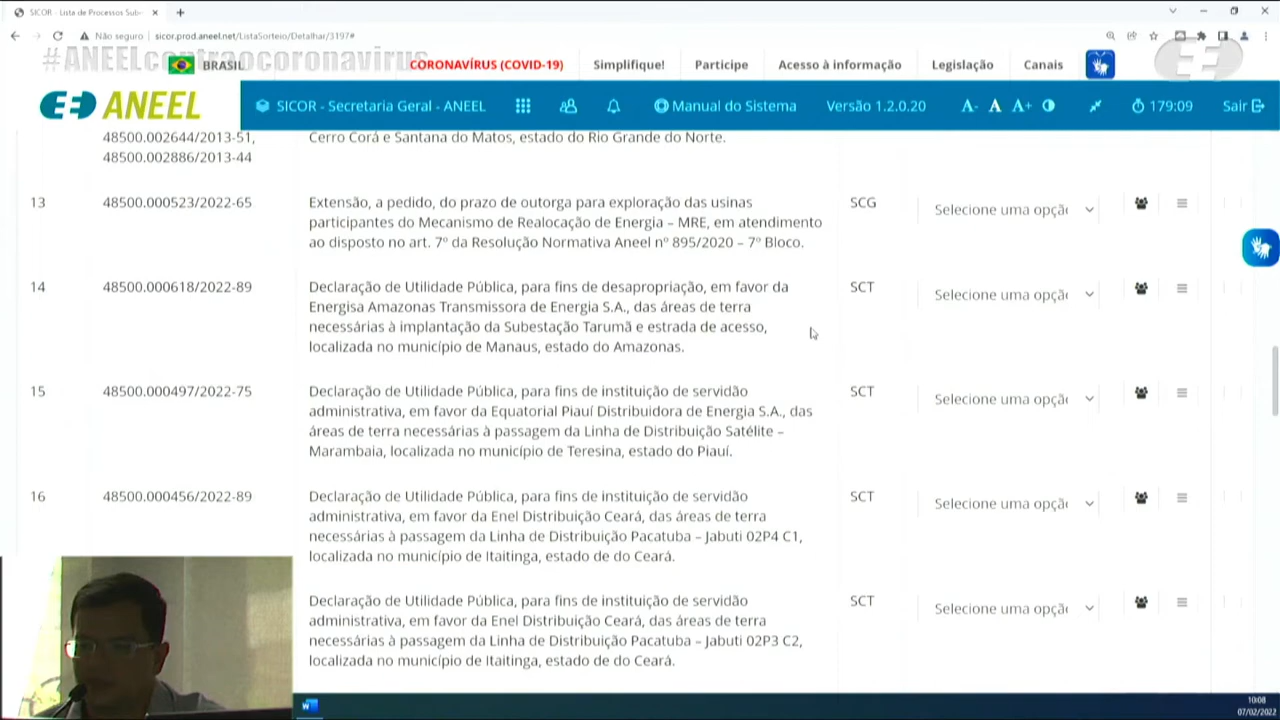 SICOR - Lista de Processos Sub
Não seguro | sicor.prod.aneel.net/ListaSorteio/Detalhar/3197#
#ANEELcontraocoronavirus
BRASIL
CORONAVÍRUS (COVID-19)
Simplifique!
Participe
Acesso à informação
Legislação
Canais
ANEEL
SICOR - Secretaria Geral - ANEEL
Manual do Sistema
Versão 1.2.0.20
A-
A
A+
179:09
Sair
48500.002644/2013-51,
48500.002886/2013-44
Cerro Corá e Santana do Matos, estado do Rio Grande do Norte.
13
48500.000523/2022-65
Extensão, a pedido, do prazo de outorga para exploração das usinas
participantes do Mecanismo de Realocação de Energia – MRE, em atendimento
ao disposto no art. 7º da Resolução Normativa Aneel nº 895/2020 – 7º Bloco.
SCG
Selecione uma opçã
14
48500.000618/2022-89
Declaração de Utilidade Pública, para fins de desapropriação, em favor da
Energisa Amazonas Transmissora de Energia S.A., das áreas de terra
necessárias à implantação da Subestação Tarumã e estrada de acesso,
localizada no município de Manaus, estado do Amazonas.
SCT
Selecione uma opçã
15
48500.000497/2022-75
Declaração de Utilidade Pública, para fins de instituição de servidão
administrativa, em favor da Equatorial Piauí Distribuidora de Energia S.A., das
áreas de terra necessárias à passagem da Linha de Distribuição Satélite –
Marambaia, localizada no município de Teresina, estado do Piauí.
SCT
Selecione uma opçã
16
48500.000456/2022-89
Declaração de Utilidade Pública, para fins de instituição de servidão
administrativa, em favor da Enel Distribuição Ceará, das áreas de terra
necessárias à passagem da Linha de Distribuição Pacatuba – Jabuti 02P4 C1,
localizada no município de Itaitinga, estado de do Ceará.
SCT
Selecione uma opçã
Declaração de Utilidade Pública, para fins de instituição de servidão
administrativa, em favor da Enel Distribuição Ceará, das áreas de terra
necessárias à passagem da Linha de Distribuição Pacatuba – Jabuti 02P3 C2,
localizada no município de Itaitinga, estado de do Ceará.
SCT
Selecione uma opçã
10:08
07/02/2022